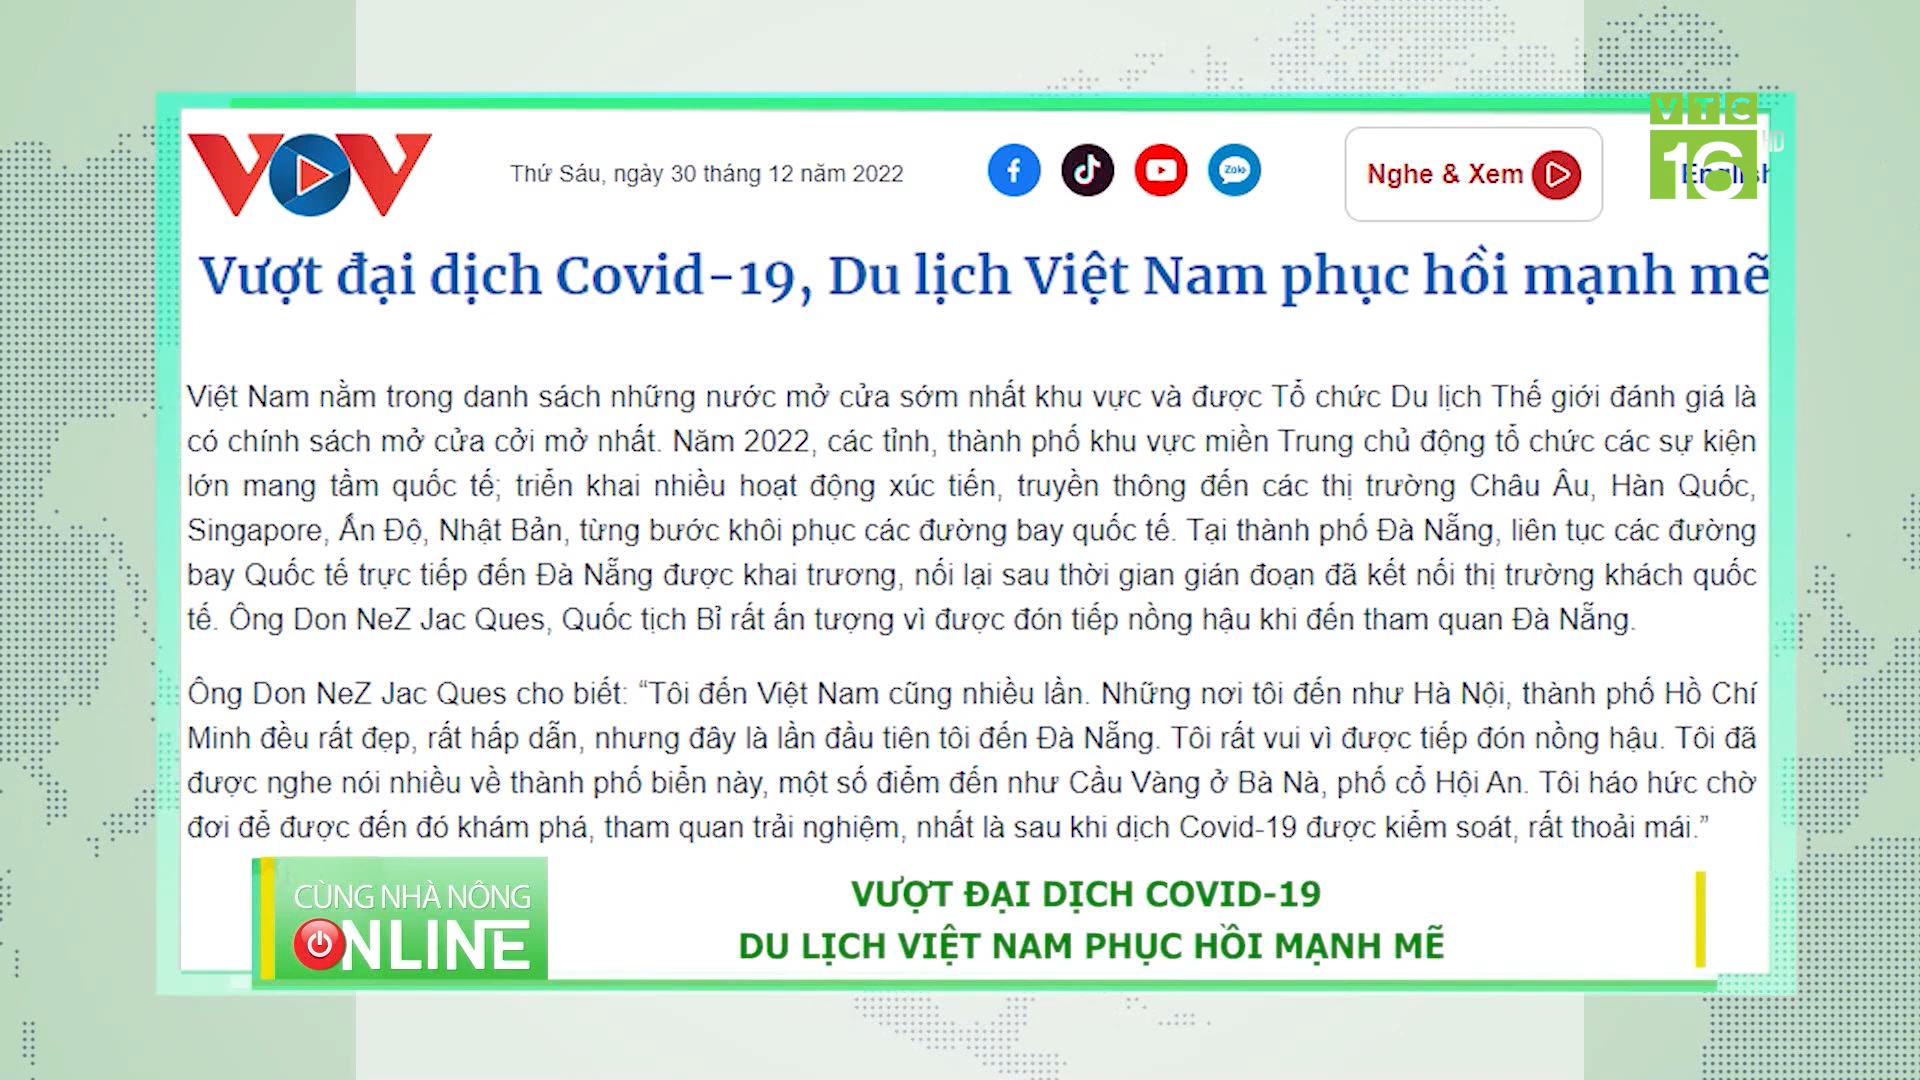 VTC
16
HD
VOV
Thứ Sáu, ngày 30 tháng 12 năm 2022
Zalo
Nghe & Xem
English
Vượt đại dịch Covid-19, Du lịch Việt Nam phục hồi mạnh mẽ
Việt Nam nằm trong danh sách những nước mở cửa sớm nhất khu vực và được Tổ chức Du lịch Thế giới đánh giá là
có chính sách mở cửa cởi mở nhất. Năm 2022, các tỉnh, thành phố khu vực miền Trung chủ động tổ chức các sự kiện
lớn mang tầm quốc tế; triển khai nhiều hoạt động xúc tiến, truyền thông đến các thị trường Châu Âu, Hàn Quốc,
Singapore, Ấn Độ, Nhật Bản, từng bước khôi phục các đường bay quốc tế. Tại thành phố Đà Nẵng, liên tục các đường
bay Quốc tế trực tiếp đến Đà Nẵng được khai trương, nối lại sau thời gian gián đoạn đã kết nối thị trường khách quốc
tế. Ông Don NeZ Jac Ques, Quốc tịch Bỉ rất ấn tượng vì được đón tiếp nồng hậu khi đến tham quan Đà Nẵng.
Ông Don NeZ Jac Ques cho biết: “Tôi đến Việt Nam cũng nhiều lần. Những nơi tôi đến như Hà Nội, thành phố Hồ Chí
Minh đều rất đẹp, rất hấp dẫn, nhưng đây là lần đầu tiên tôi đến Đà Nẵng. Tôi rất vui vì được tiếp đón nồng hậu. Tôi đã
được nghe nói nhiều về thành phố biển này, một số điểm đến như Cầu Vàng ở Bà Nà, phố cổ Hội An. Tôi háo hức chờ
đơi để được đến đó khám phá, tham quan trải nghiệm, nhất là sau khi dịch Covid-19 được kiểm soát, rất thoải mái.”
CÙNG NHÀ NÔNG
ONLINE
VƯỢT ĐẠI DỊCH COVID-19
DU LỊCH VIỆT NAM PHỤC HỒI MẠNH MẼ